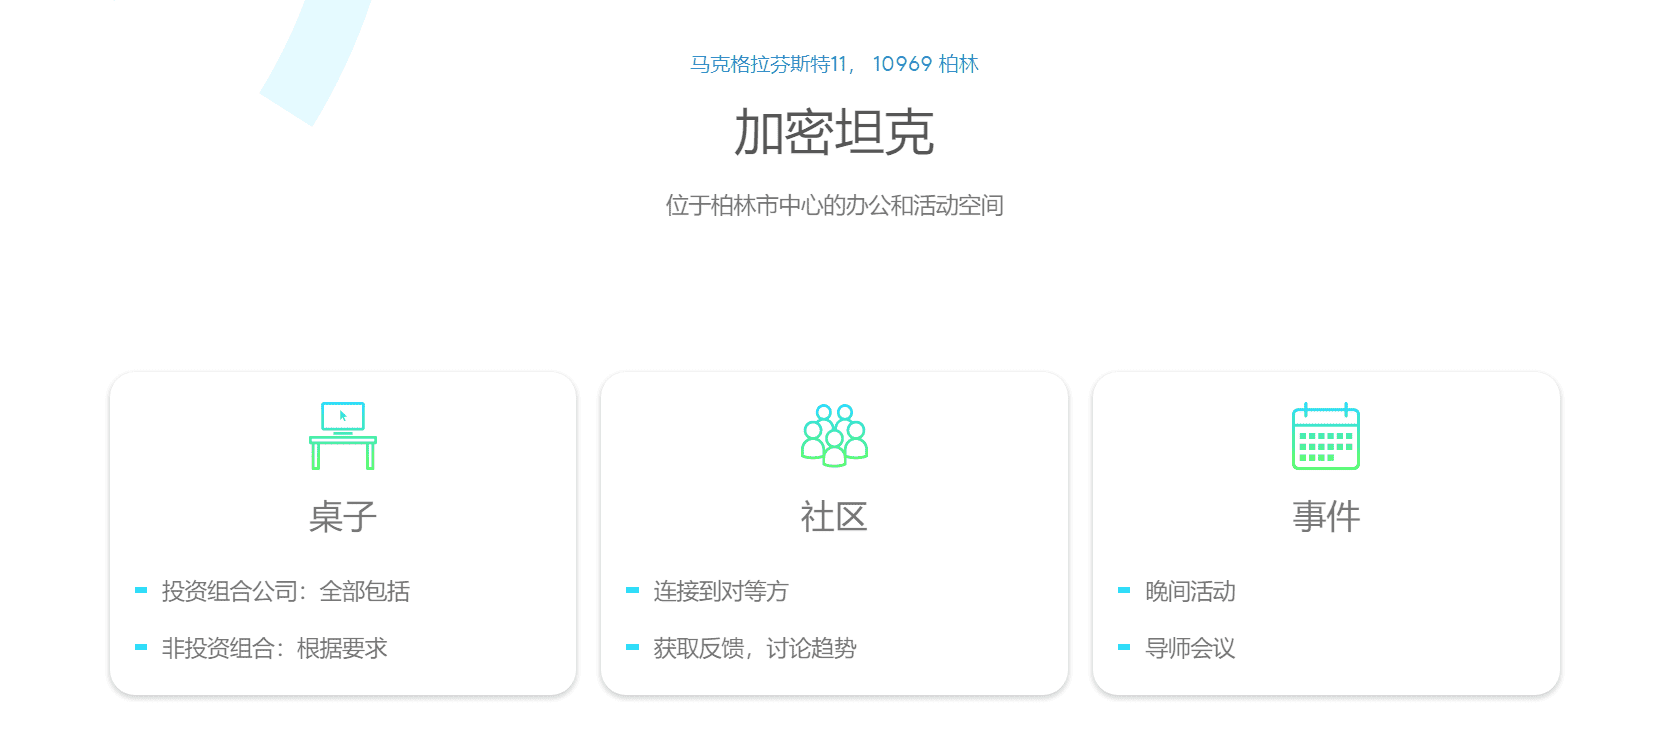 马克格拉芬斯特11， 10969 柏林
加密坦克
位于柏林市中心的办公和活动空间
桌子
投资组合公司：全部包括
非投资组合：根据要求
社区
连接到对等方
获取反馈，讨论趋势
事件
晚间活动
导师会议